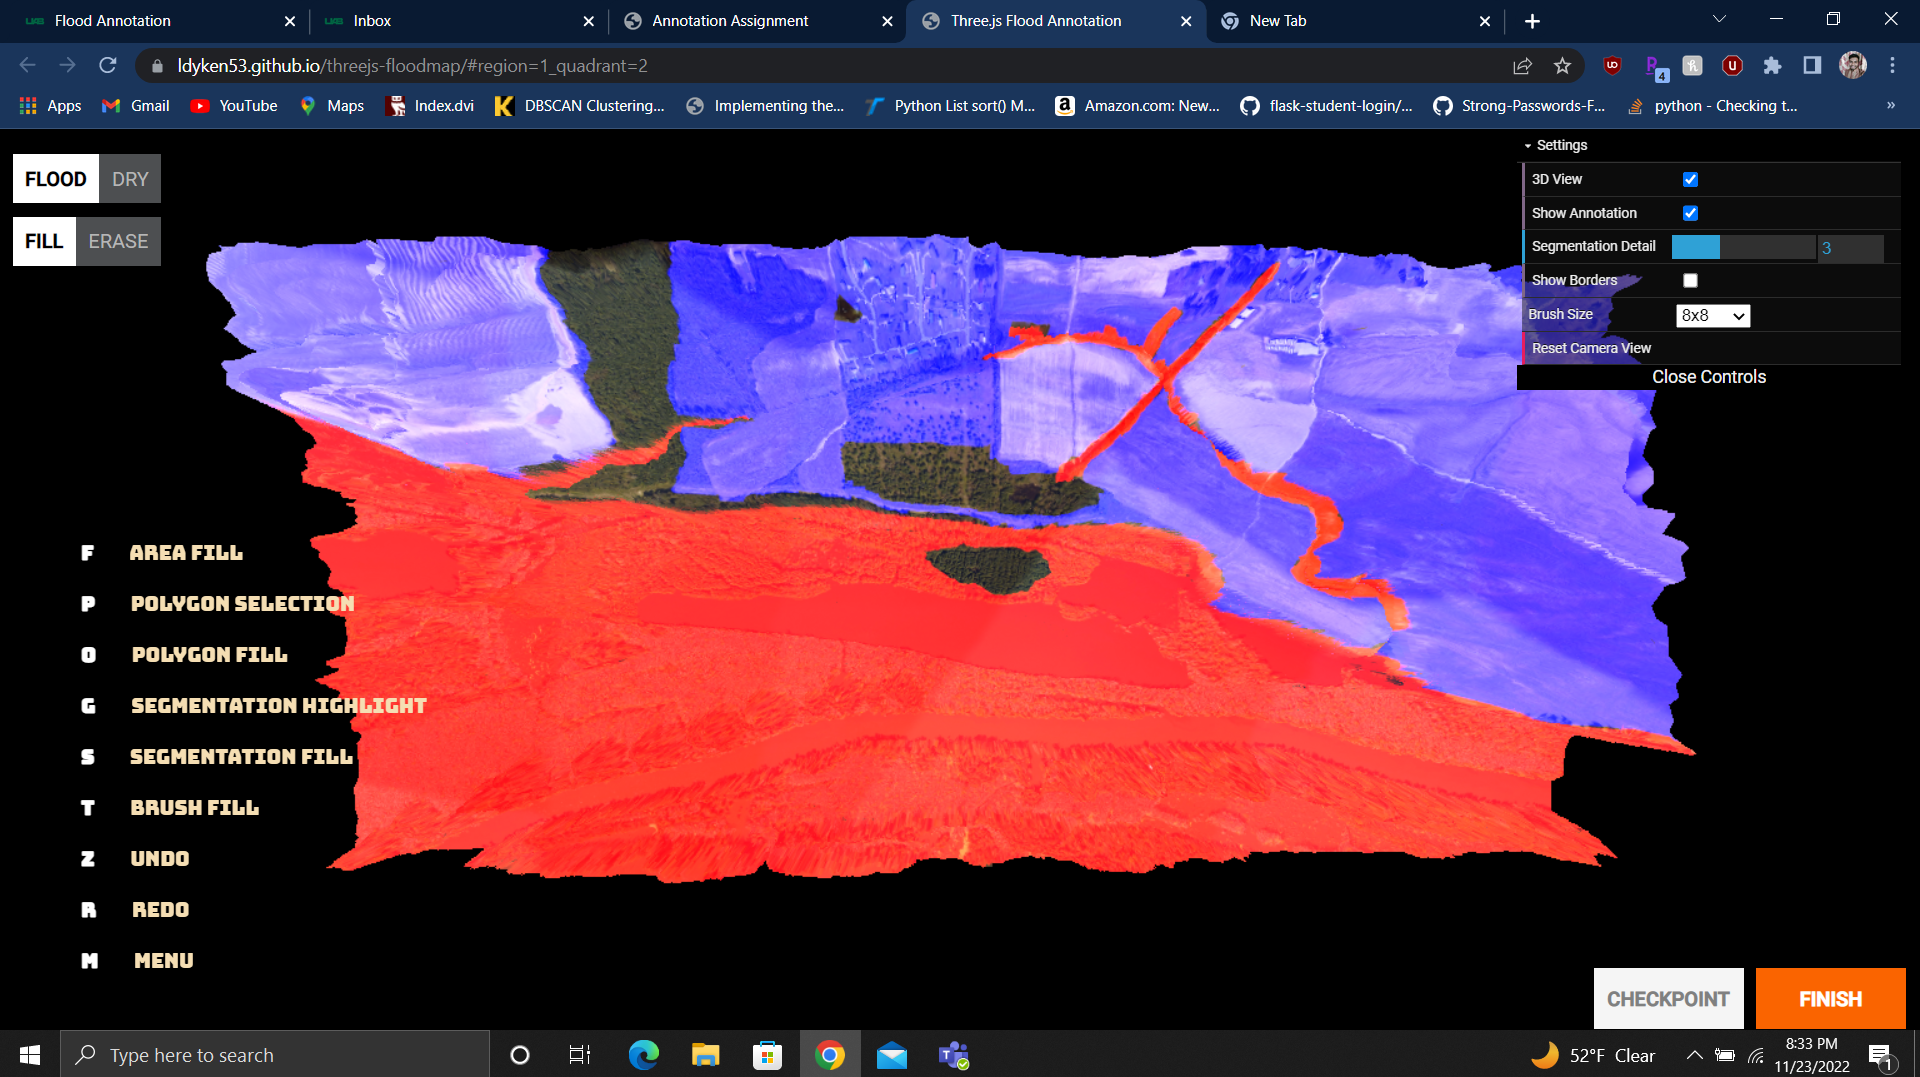 Flood Annotation
Inbox
Annotation Assignment
Three.js Flood Annotation
New Tab
ldyken53.github.io/threejs-floodmap/#region=1_quadrant=2
4
Apps
Gmail
YouTube
Maps
Index.dvi
DBSCAN Clustering...
Implementing the...
Python List sort() M...
Amazon.com: New...
flask-student-login/...
Strong-Passwords-F...
python - Checking t...
»
FLOOD DRY
FILL ERASE
Settings
3D View
Show Annotation
Segmentation Detail 3
Show Borders
Brush Size 8x8
Reset Camera View
Close Controls
F AREA FILL
P POLYGON SELECTION
O POLYGON FILL
G SEGMENTATION HIGHLIGHT
S SEGMENTATION FILL
T BRUSH FILL
Z UNDO
R REDO
M MENU
CHECKPOINT
FINISH
Type here to search
52°F Clear
8:33 PM
11/23/2022
1